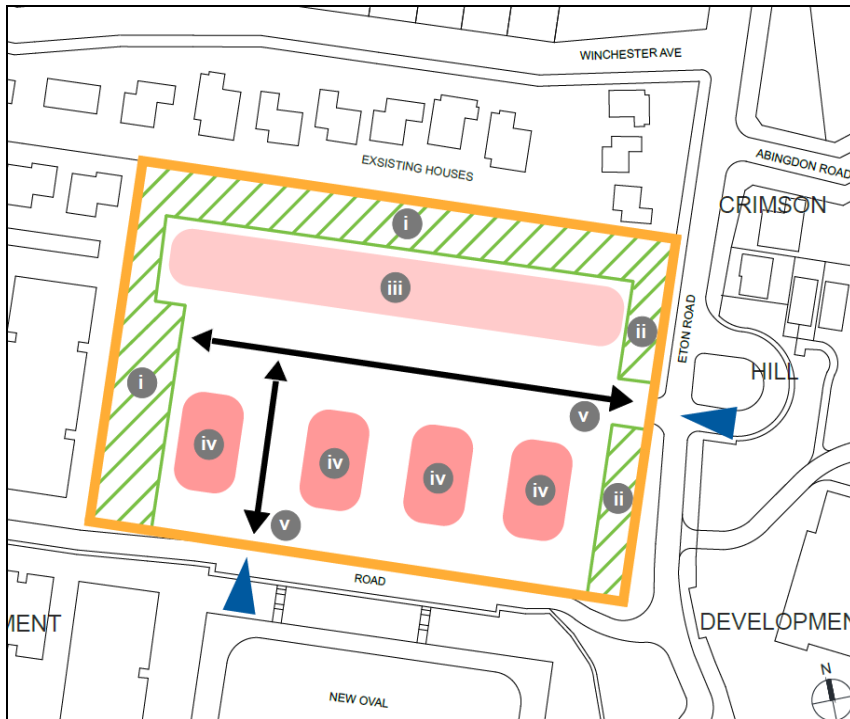 WINCHESTER AVE
ABINGDON ROAD
EXSISTING HOUSES
CRIMSON
i
iii
ii
ETON ROAD
HILL
i
v
iv
iv
iv
iv
ii
v
ROAD
MENT
DEVELOPMEN
N
NEW OVAL